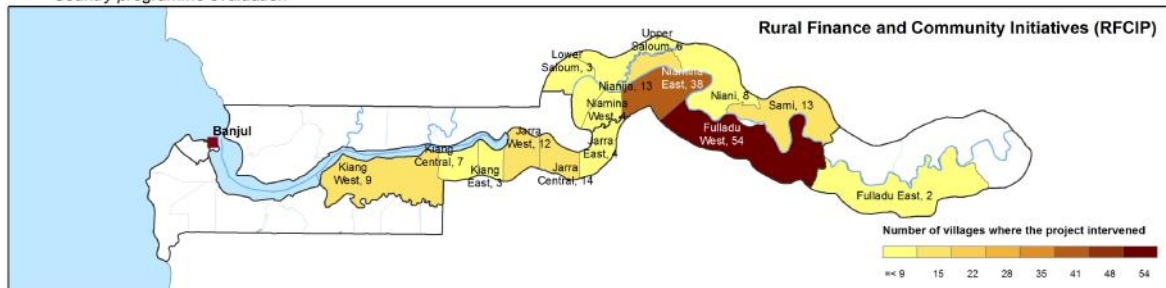 Country programme evaluation
Rural Finance and Community Initiatives (RFCIP)
Upper
Saloum, 6
Lower
Saloum, 3
Niamina
East, 38
Nianija, 13
Niani, 8
Sami, 13
Niamina
West, 4
Banjul
Fulladu
West, 54
Jarra
West, 12
Kiang
Central, 7
Jarra
East, 4
Kiang
West, 9
Kiang
East, 3
Jarra
Central, 14
Fulladu East, 2
Number of villages where the project intervened
=< 9 15 22 28 35 41 48 54